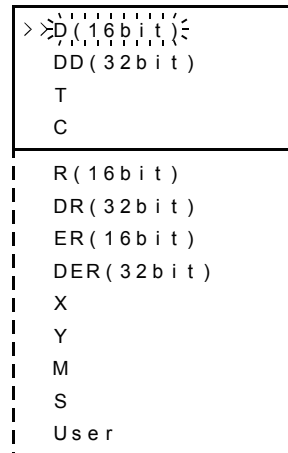 >>D(16bit)
DD(32bit)
T
C
R(16bit)
DR(32bit)
ER(16bit)
DER(32bit)
X
Y
M
S
User